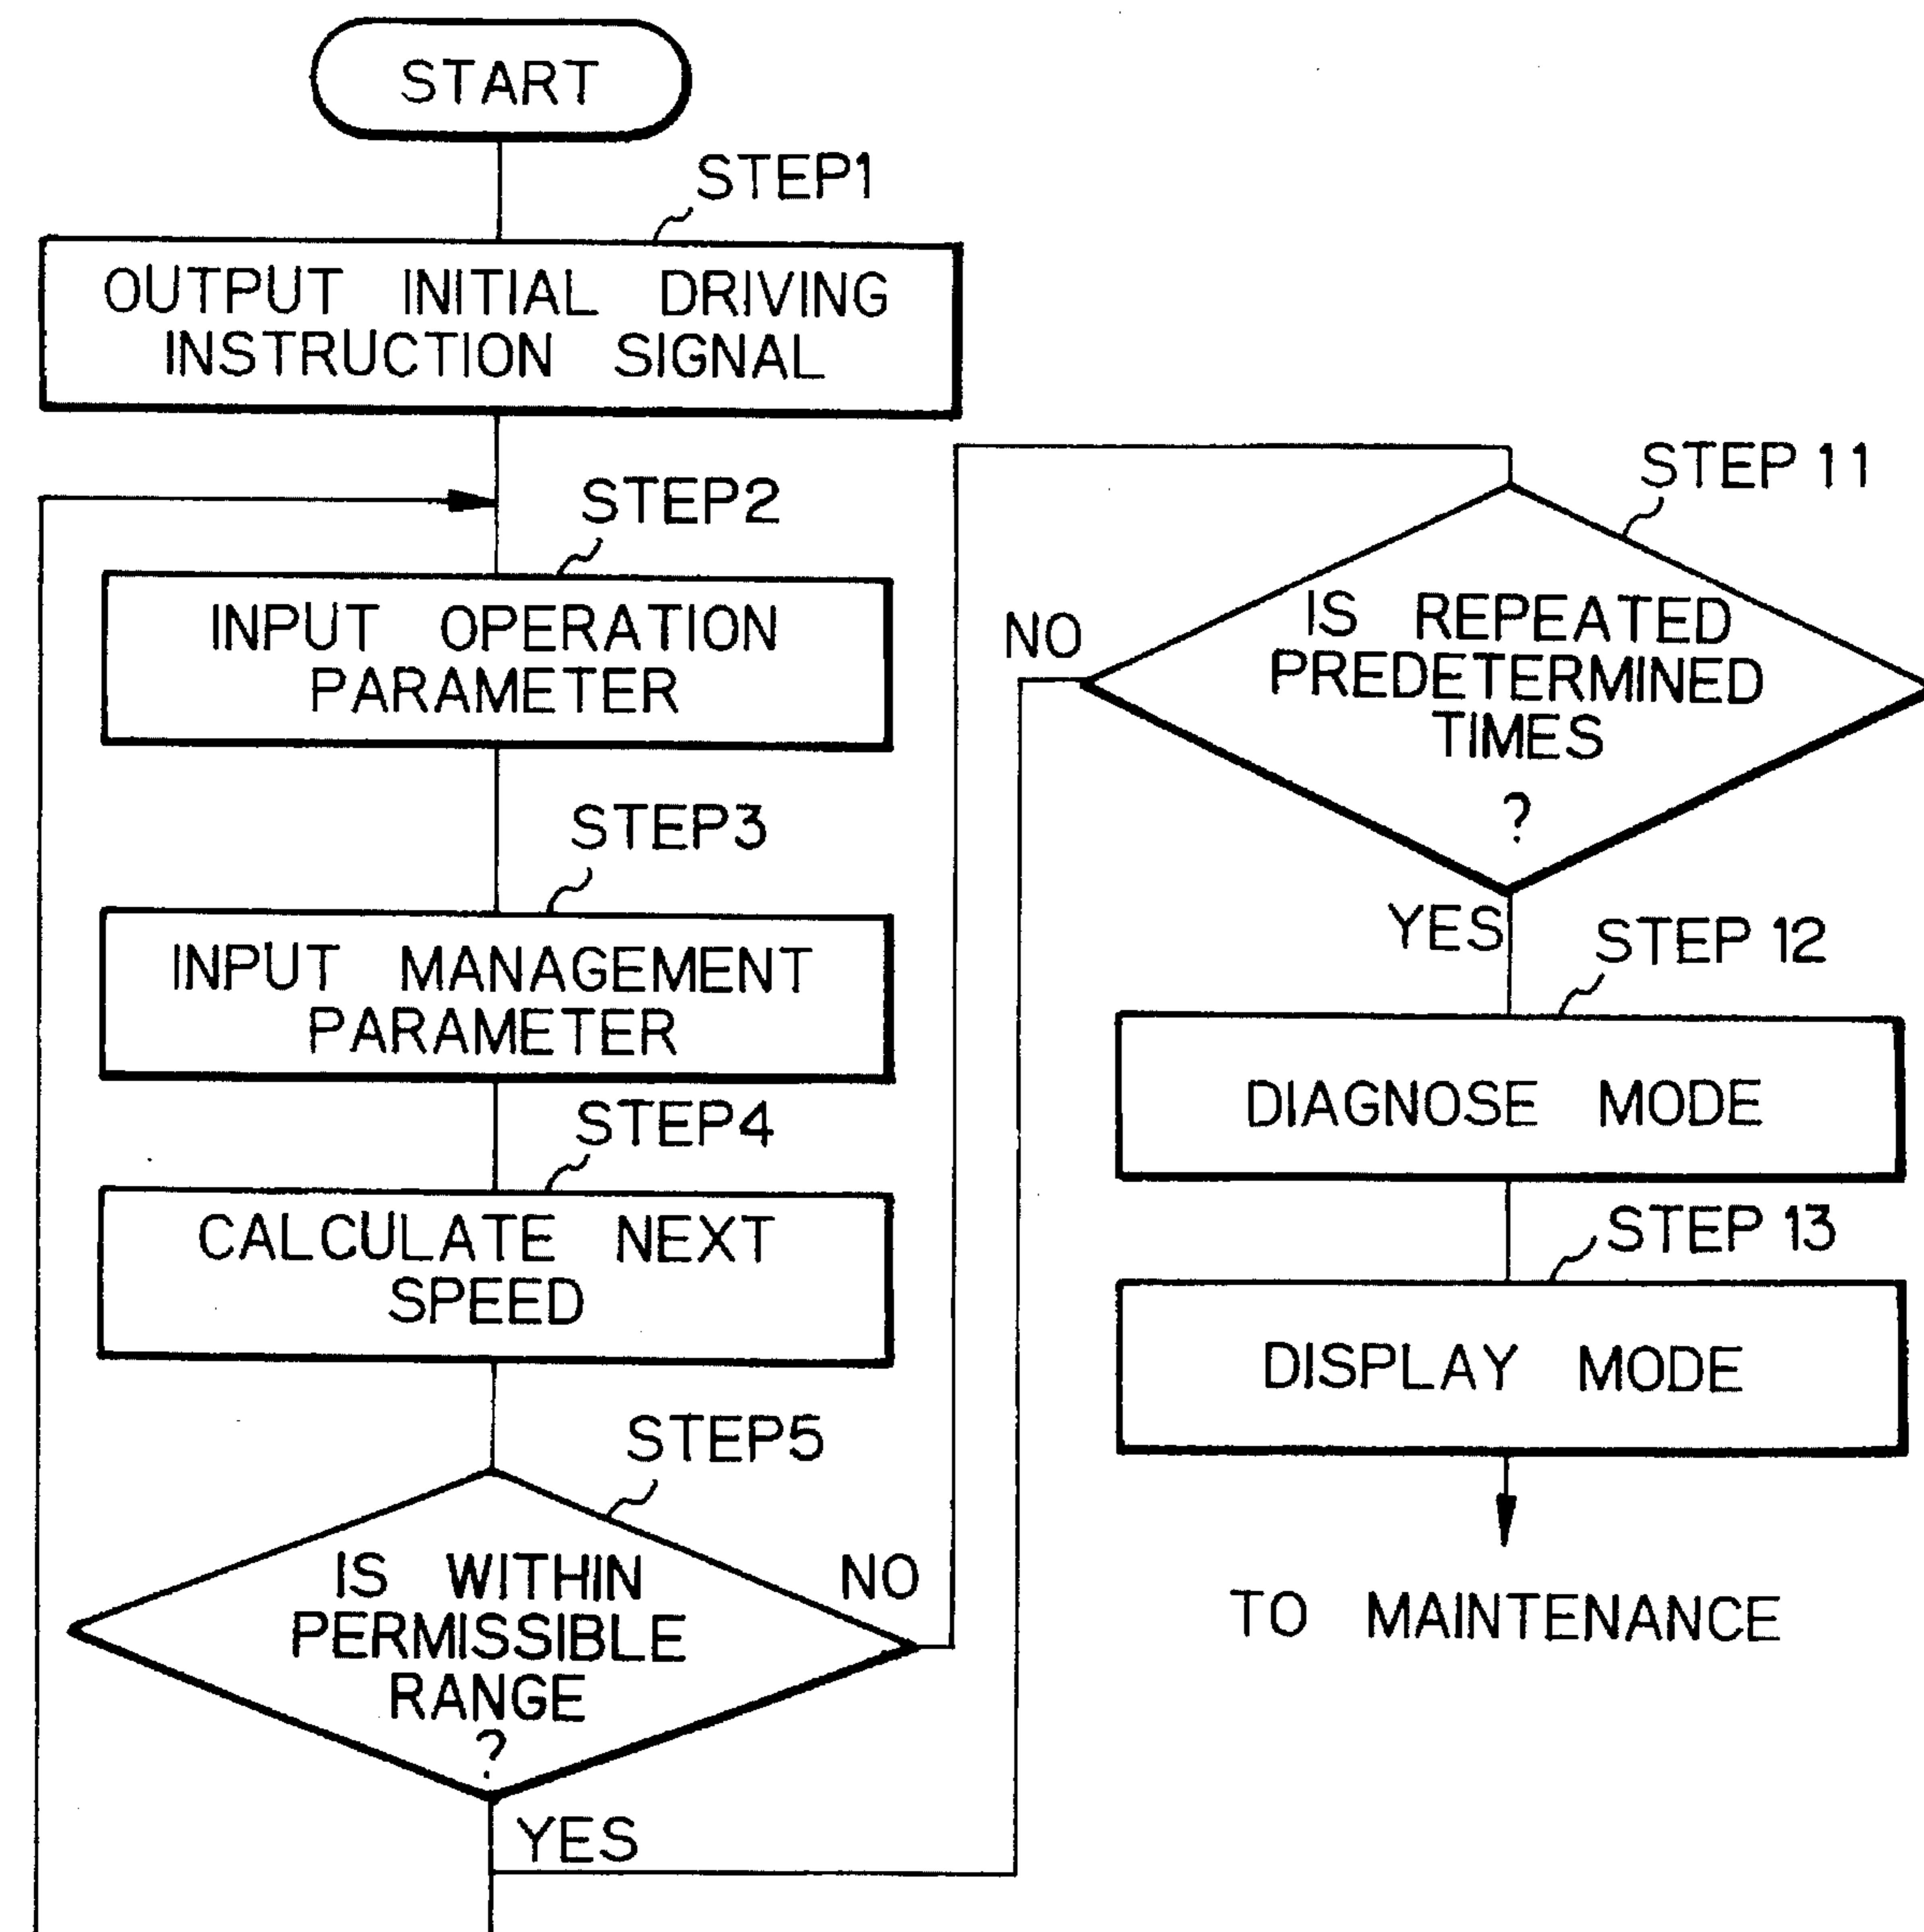 START
STEP1
OUTPUT INITIAL DRIVING
INSTRUCTION SIGNAL
STEP2
INPUT OPERATION
PARAMETER
STEP3
INPUT MANAGEMENT
PARAMETER
STEP4
CALCULATE NEXT
SPEED
STEP5
IS WITHIN
PERMISSIBLE
RANGE
?
NO
YES
STEP 11
IS REPEATED
PREDETERMINED
TIMES
?
NO
YES
STEP 12
DIAGNOSE MODE
STEP 13
DISPLAY MODE
TO MAINTENANCE